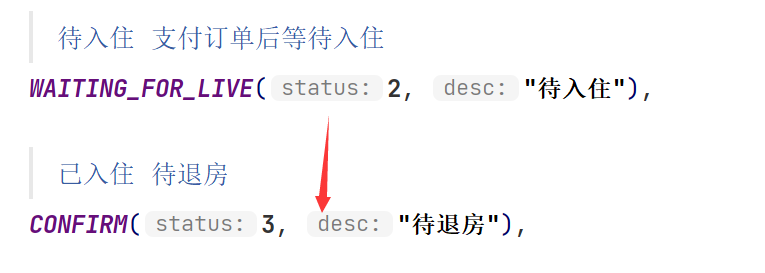 待入住 支付订单后等待入住
WAITING_FOR_LIVE( status: 2, desc: "待入住"),
已入住 待退房
CONFIRM( status: 3, desc: "待退房"),